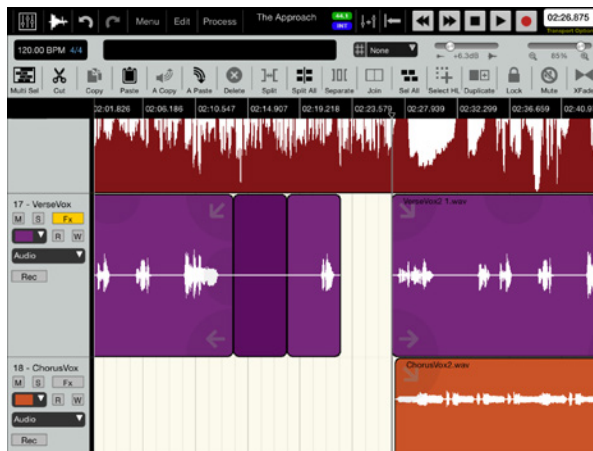 Menu Edit Process The Approach 44.1 INT 02:26.875
Transport Options
120.00 BPM 4/4 None +6.3dB 85%
Multi Sel Cut Copy Paste A Copy A Paste Delete Split Split All Separate Join Sel All Select HL Duplicate Lock Mute XFade
02:01.826 02:06.186 02:10.547 02:14.907 02:19.218 02:23.579 02:27.939 02:32.299 02:36.659 02:40.9
17 - VerseVox
VerseVox2 1.wav
M S Fx
R W
Audio
Rec
18 - ChorusVox
ChorusVox2.wav
M S Fx
R W
Audio
Rec